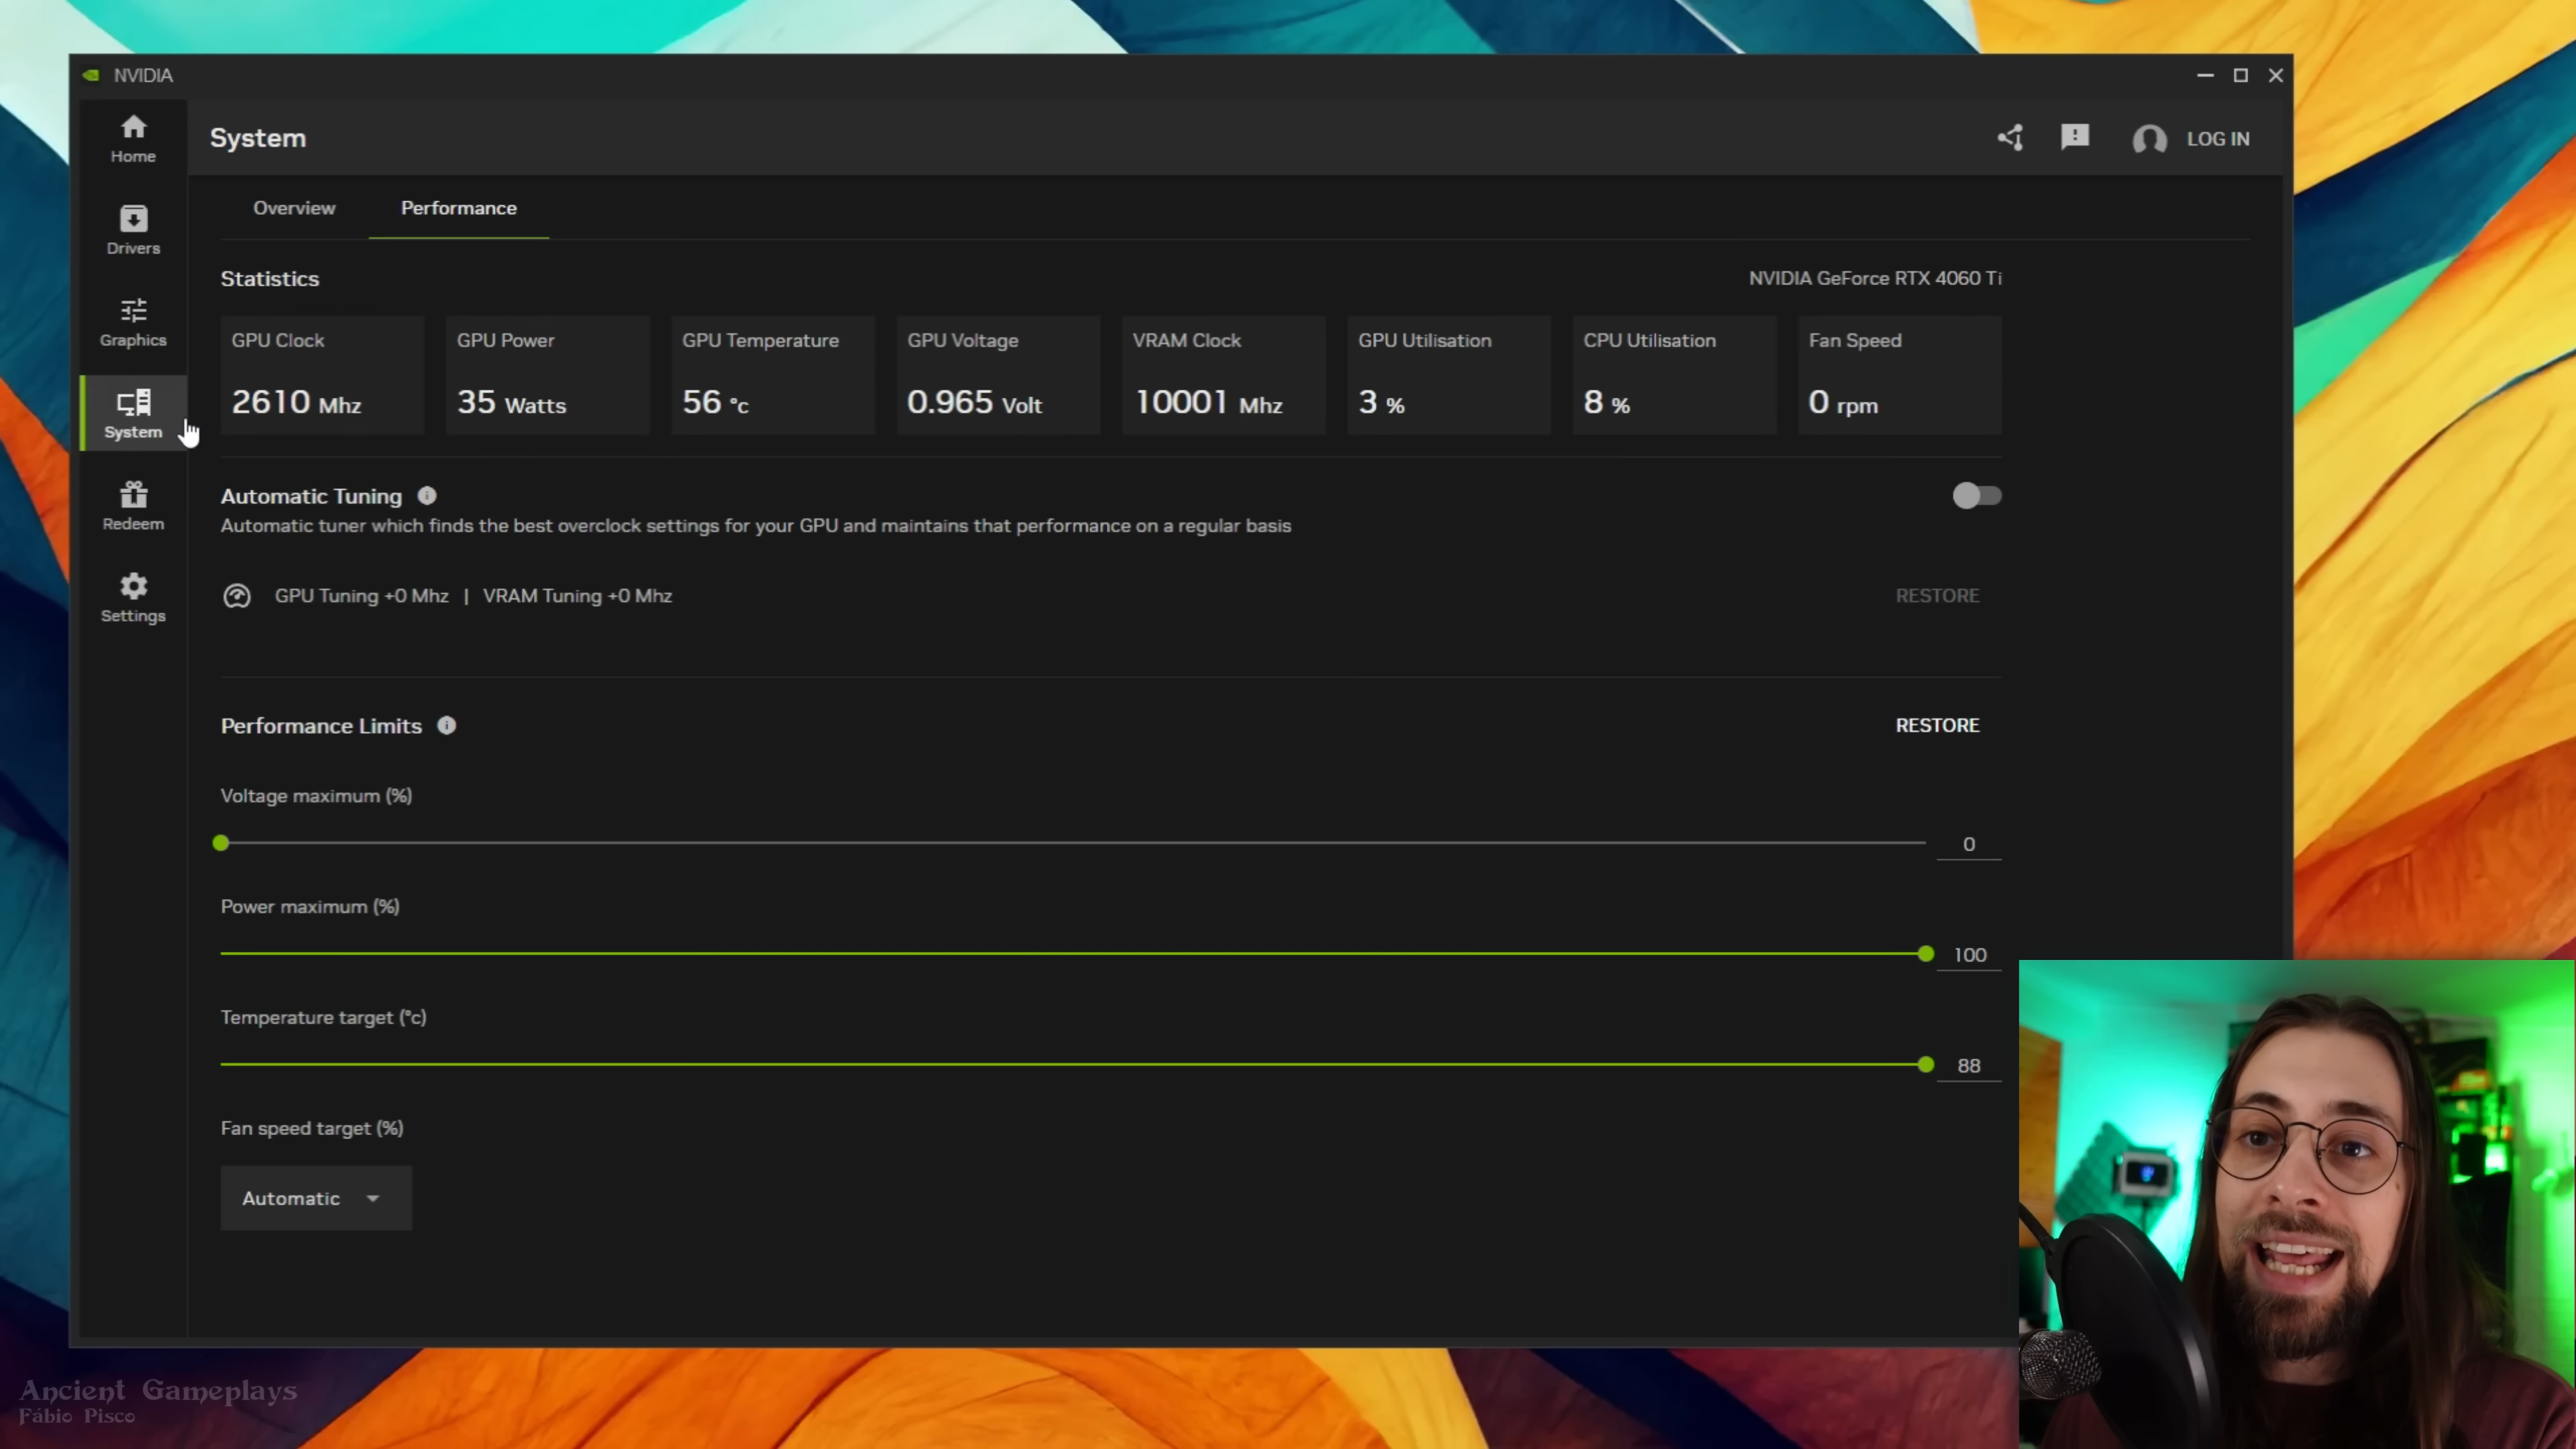 NVIDIA
Home
Drivers
Graphics
System
Redeem
Settings
System
LOG IN
Overview
Performance
Statistics
NVIDIA GeForce RTX 4060 Ti
GPU Clock
2610 Mhz
GPU Power
35 Watts
GPU Temperature
56 °c
GPU Voltage
0.965 Volt
VRAM Clock
10001 Mhz
GPU Utilisation
3 %
CPU Utilisation
8 %
Fan Speed
0 rpm
Automatic Tuning
Automatic tuner which finds the best overclock settings for your GPU and maintains that performance on a regular basis
GPU Tuning +0 Mhz | VRAM Tuning +0 Mhz
RESTORE
Performance Limits
RESTORE
Voltage maximum (%)
0
Power maximum (%)
100
Temperature target (°c)
88
Fan speed target (%)
Automatic
Ancient Gameplays
Fábio Pisco